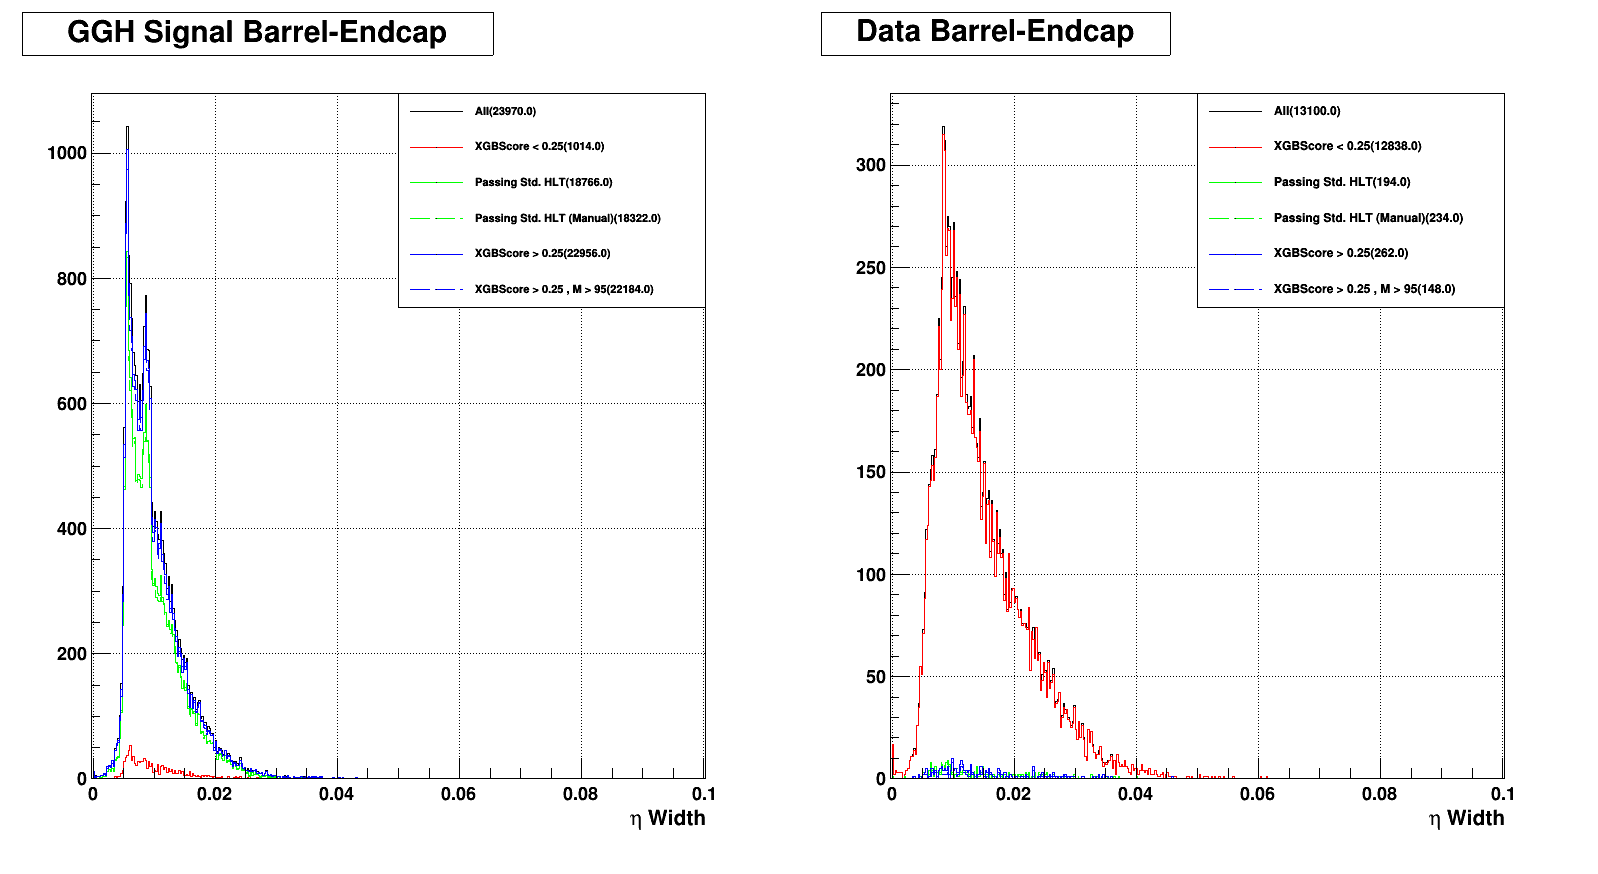 GGH Signal Barrel-Endcap
1000
800
600
400
200
0
All(23970.0)
XGBScore < 0.25(1014.0)
Passing Std. HLT(18766.0)
Passing Std. HLT (Manual)(18322.0)
XGBScore > 0.25(22956.0)
XGBScore > 0.25 , M > 95(22184.0)
0 0.02 0.04 0.06 0.08 0.1
η Width
Data Barrel-Endcap
300
250
200
150
100
50
0
All(13100.0)
XGBScore < 0.25(12838.0)
Passing Std. HLT(194.0)
Passing Std. HLT (Manual)(234.0)
XGBScore > 0.25(262.0)
XGBScore > 0.25 , M > 95(148.0)
0 0.02 0.04 0.06 0.08 0.1
η Width